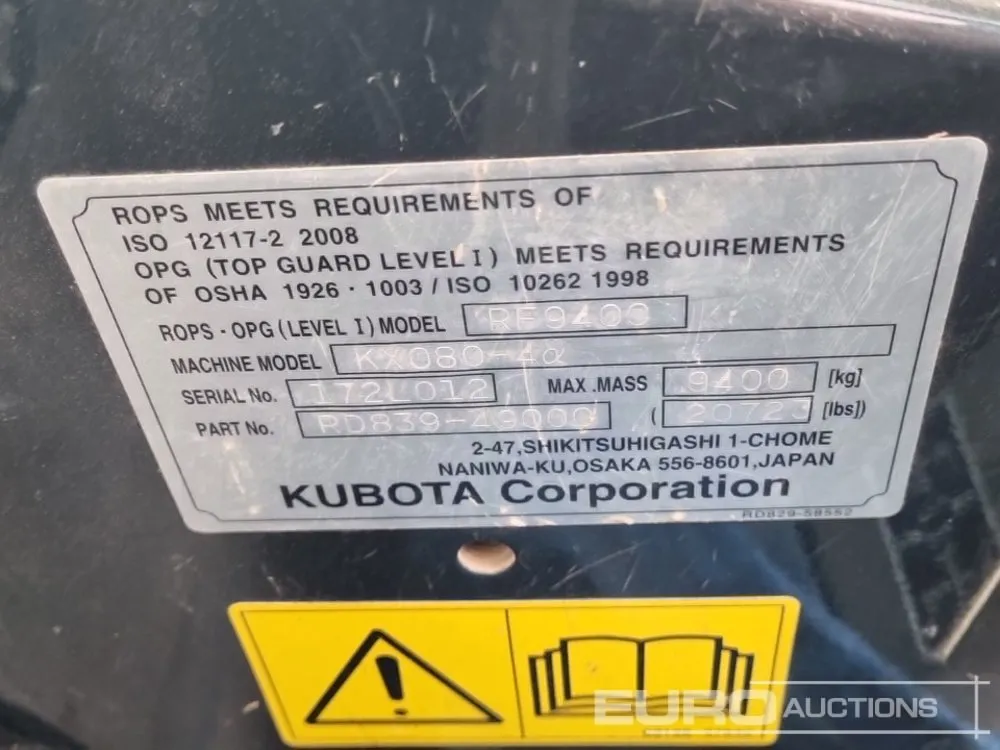 ROPS MEETS REQUIREMENTS OF
ISO 12117-2 2008
OPG (TOP GUARD LEVEL I) MEETS REQUIREMENTS
OF OSHA 1926・1003 / ISO 10262 1998
ROPS・OPG (LEVEL I) MODEL RF9400
MACHINE MODEL KX080-4α
SERIAL No. 172L012 MAX.MASS 9400 [kg]
PART No. RD839-49000 ( 20723 [lbs])
2-47,SHIKITSUHIGASHI 1-CHOME
NANIWA-KU,OSAKA 556-8601,JAPAN
KUBOTA Corporation
RD829-58552
EURO AUCTIONS